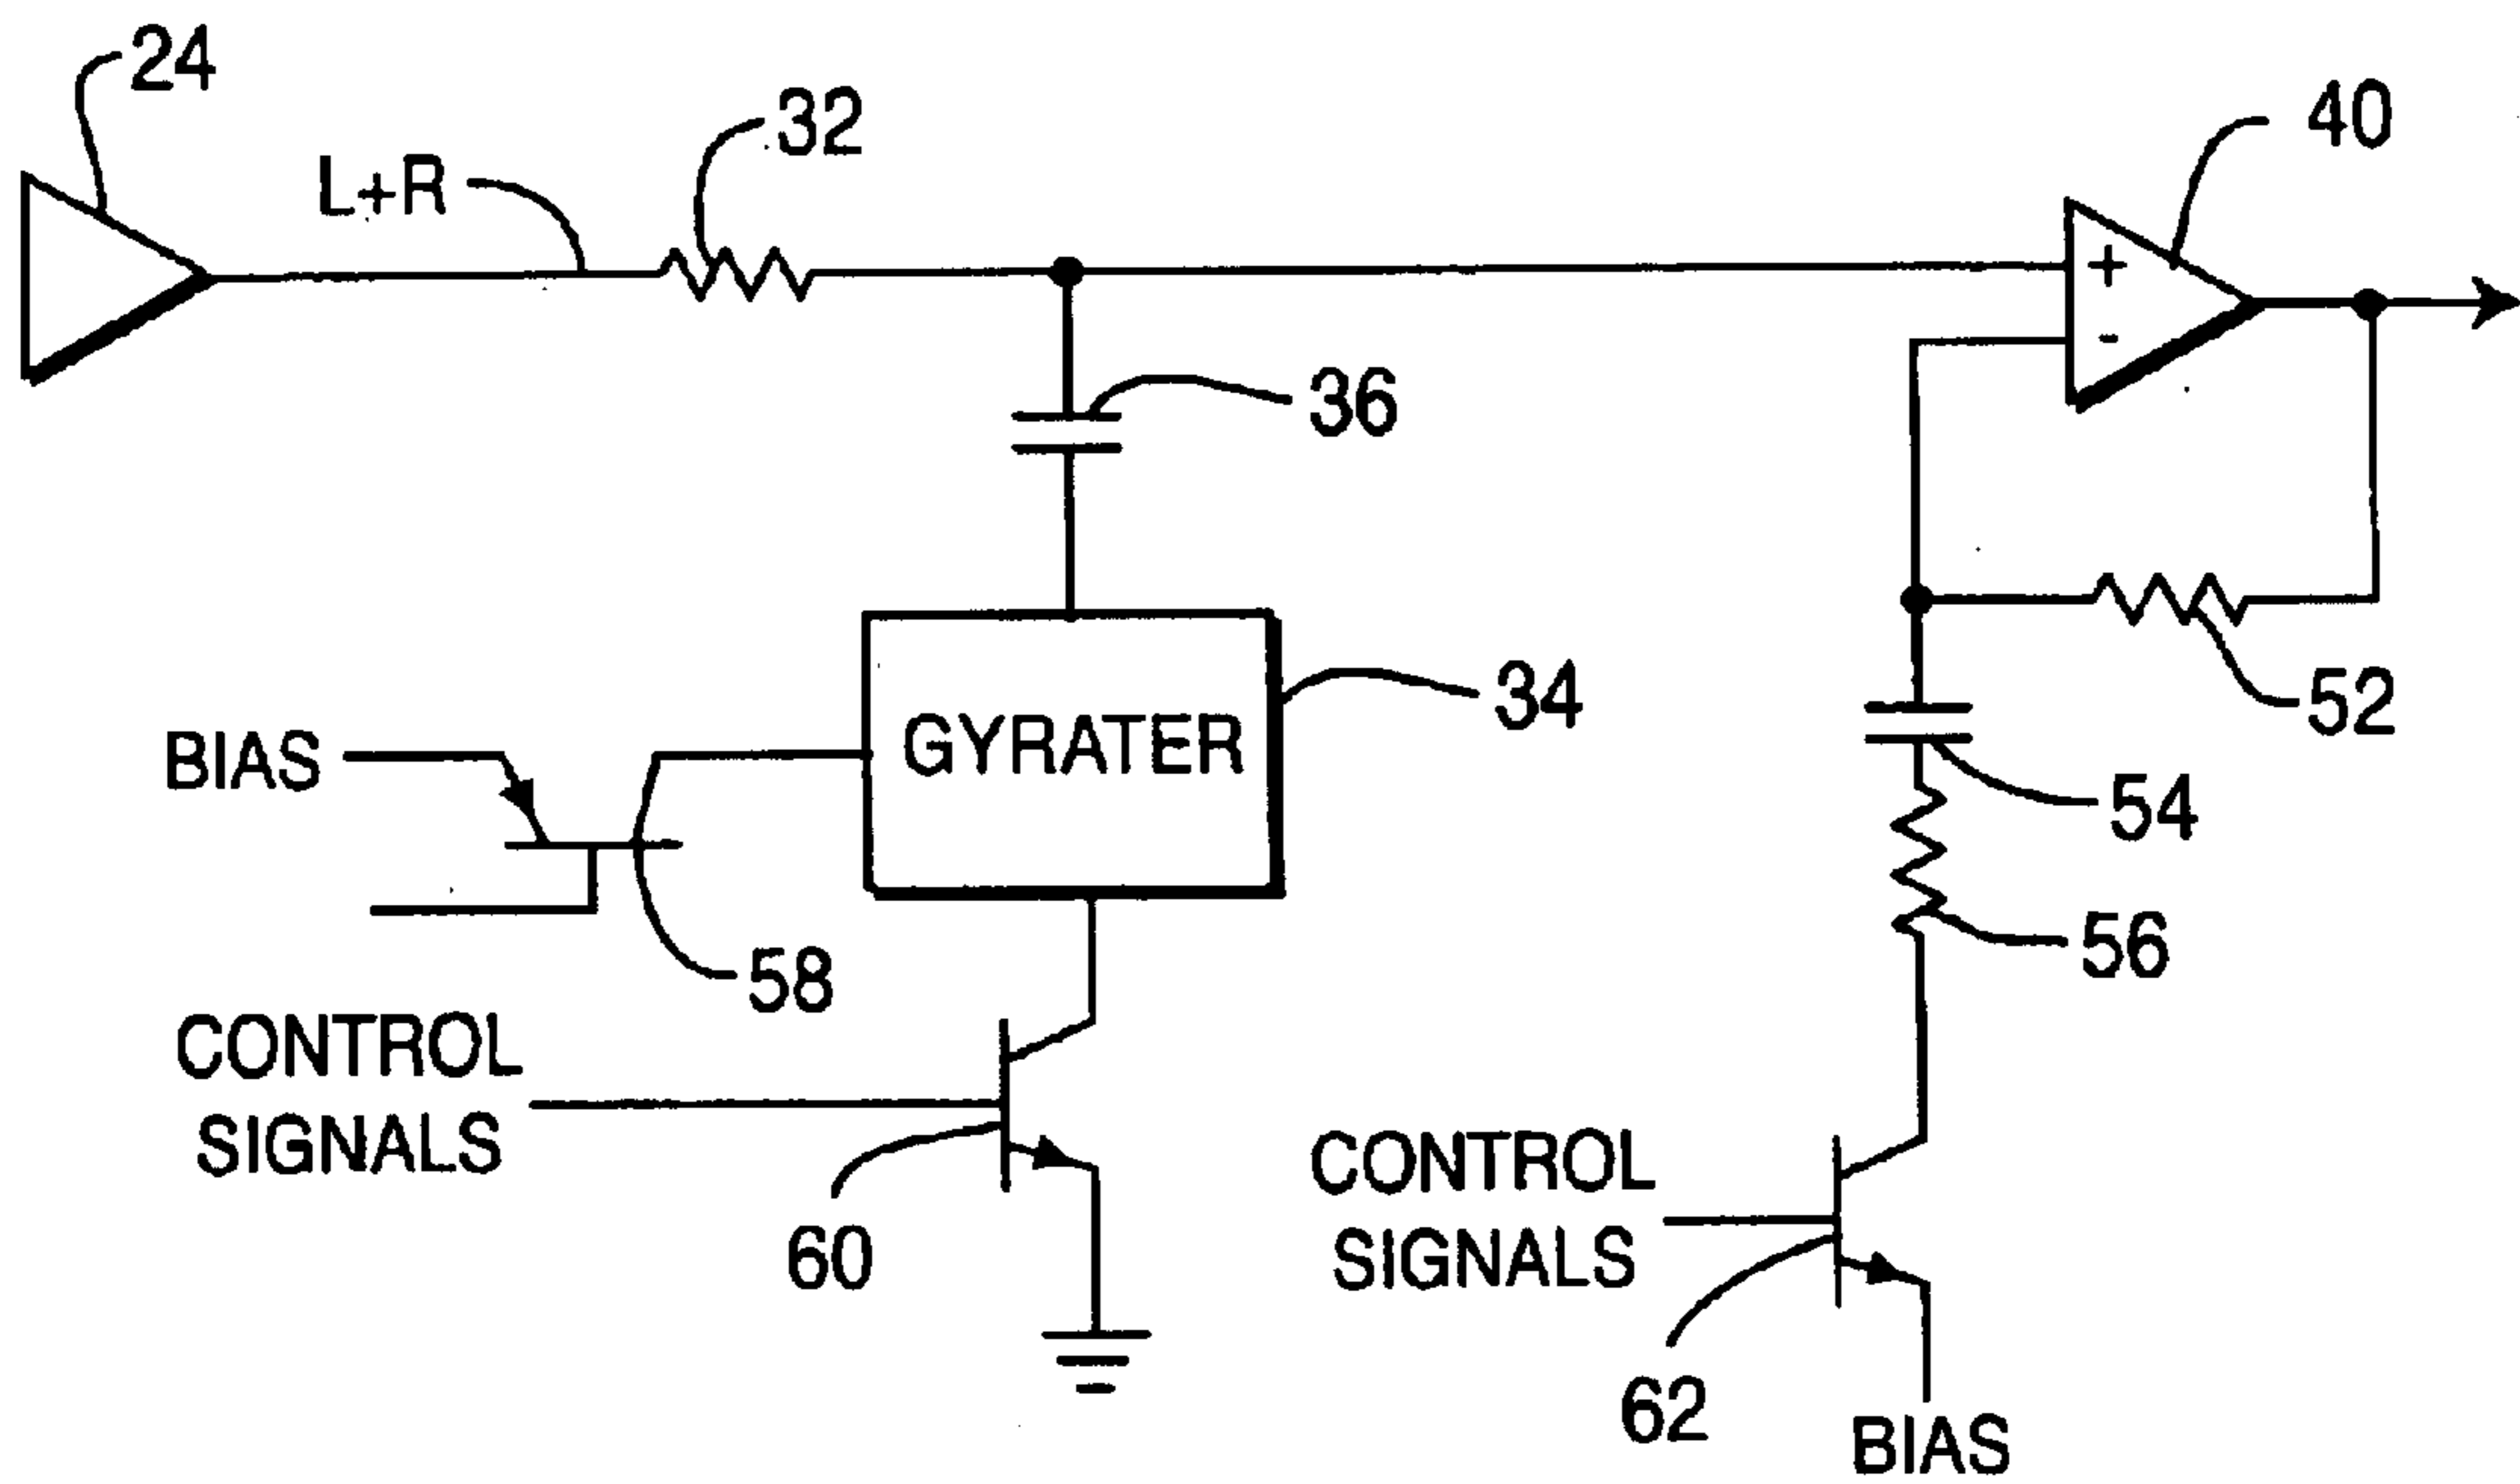 24
32
40
L+R
+
-
36
34
GYRATER
52
BIAS
54
56
58
CONTROL
SIGNALS
CONTROL
SIGNALS
60
62
BIAS